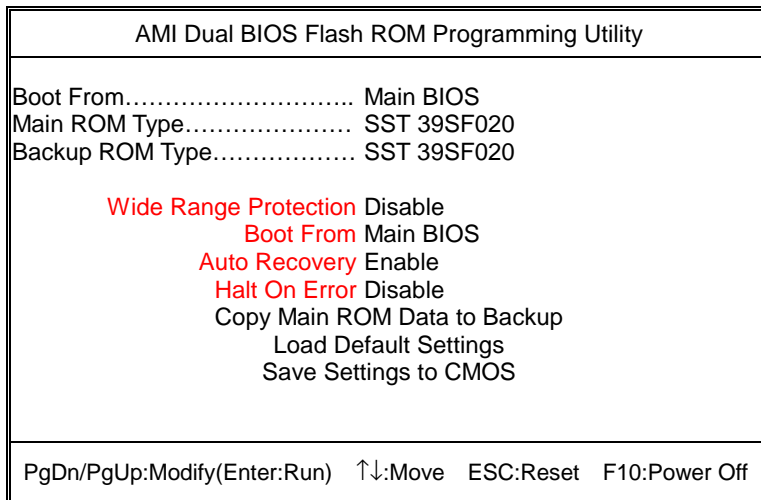 AMI Dual BIOS Flash ROM Programming Utility
Boot From……………………….. Main BIOS
Main ROM Type………………… SST 39SF020
Backup ROM Type……………… SST 39SF020
Wide Range Protection Disable
Boot From Main BIOS
Auto Recovery Enable
Halt On Error Disable
Copy Main ROM Data to Backup
Load Default Settings
Save Settings to CMOS
PgDn/PgUp:Modify(Enter:Run) ↑↓:Move ESC:Reset F10:Power Off